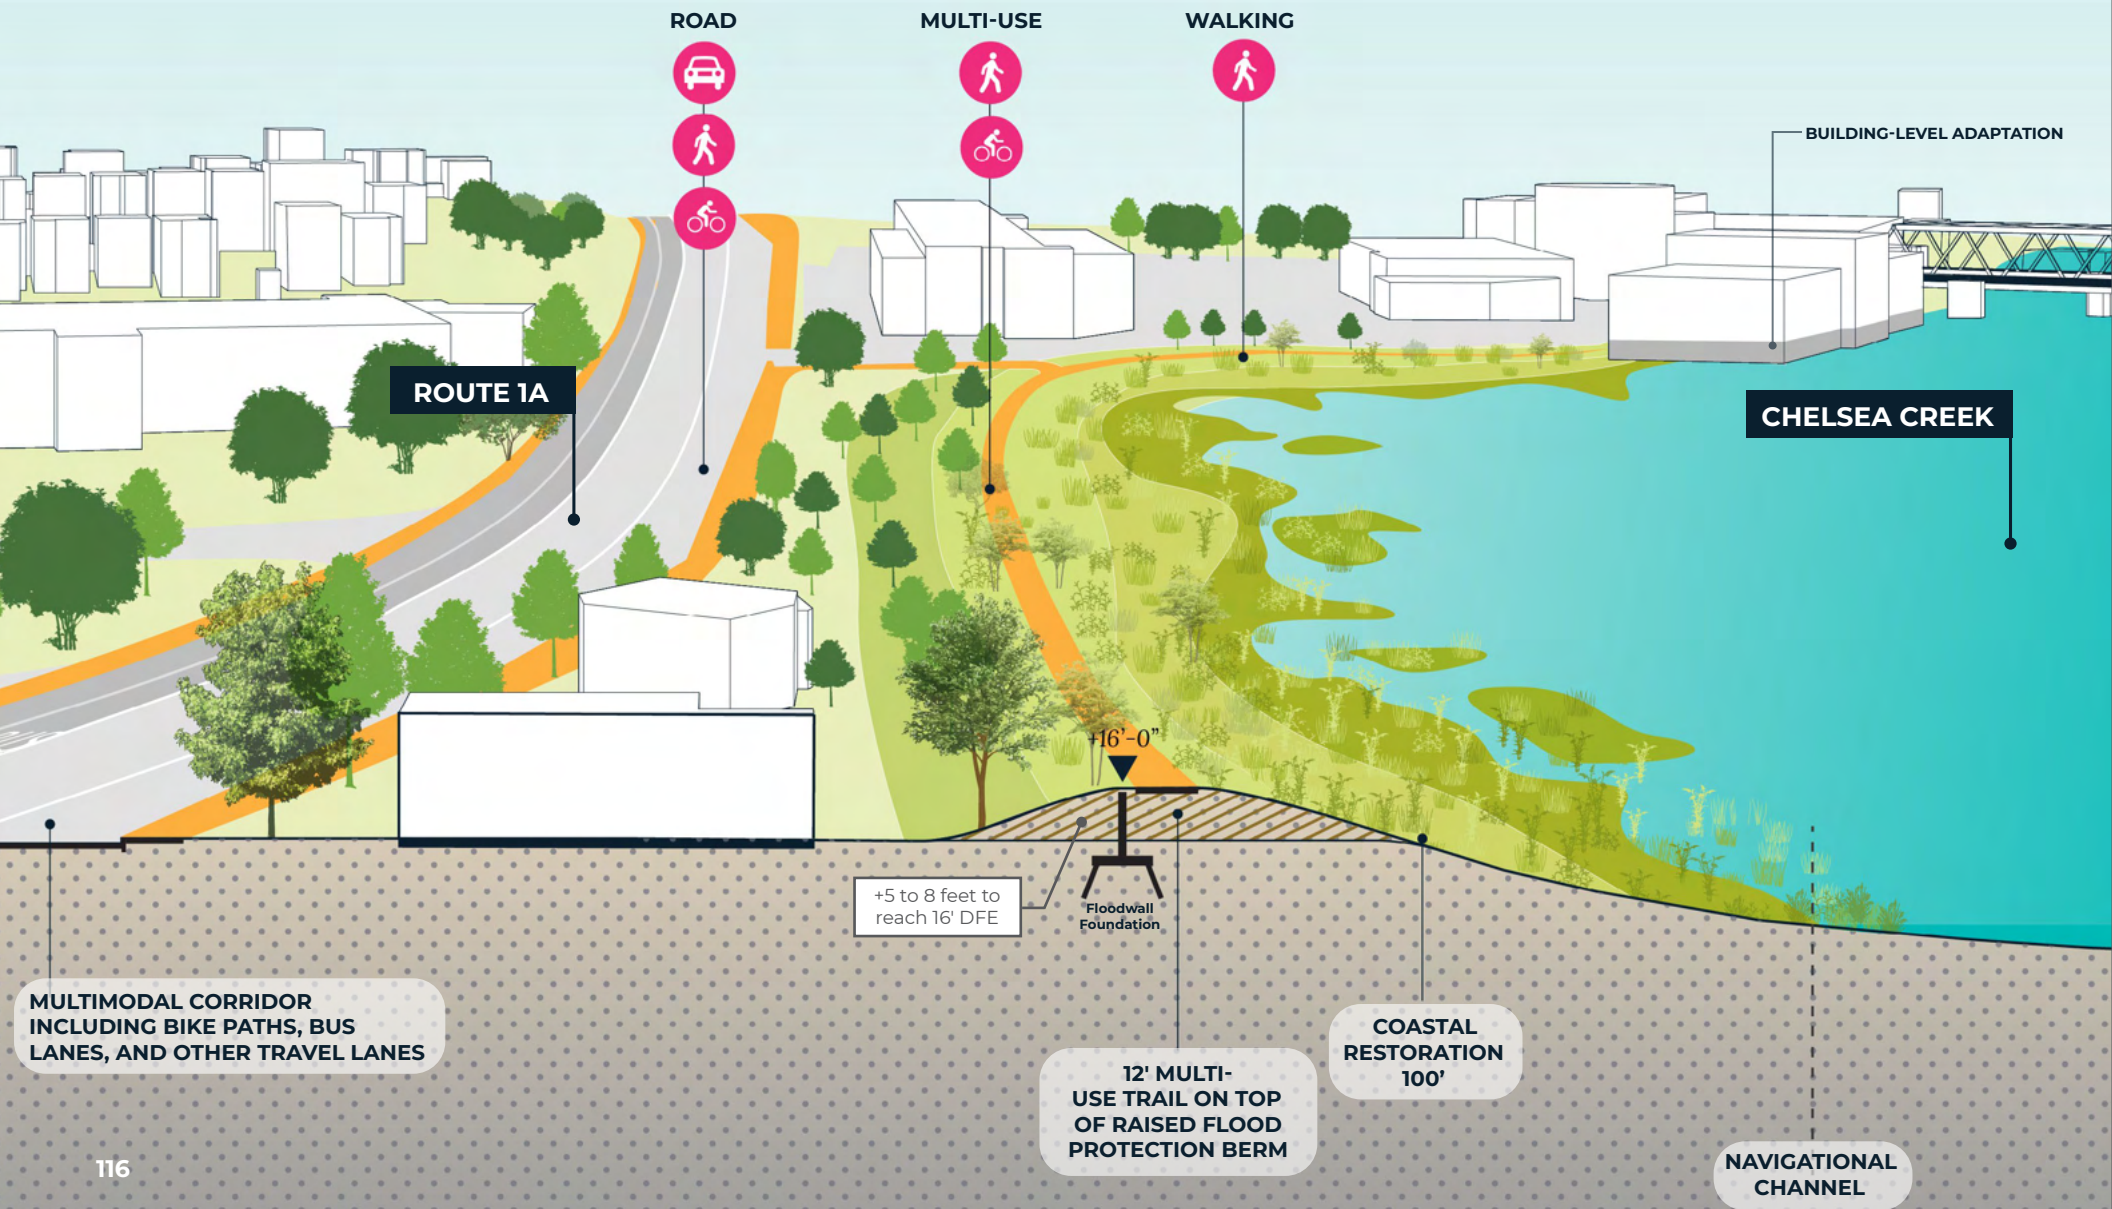 ROAD
MULTI-USE
WALKING
BUILDING-LEVEL ADAPTATION
ROUTE 1A
CHELSEA CREEK
+16'-0”
+5 to 8 feet to
reach 16' DFE
Floodwall
Foundation
MULTIMODAL CORRIDOR
INCLUDING BIKE PATHS, BUS
LANES, AND OTHER TRAVEL LANES
12' MULTI-
USE TRAIL ON TOP
OF RAISED FLOOD
PROTECTION BERM
COASTAL
RESTORATION
100’
NAVIGATIONAL
CHANNEL
116